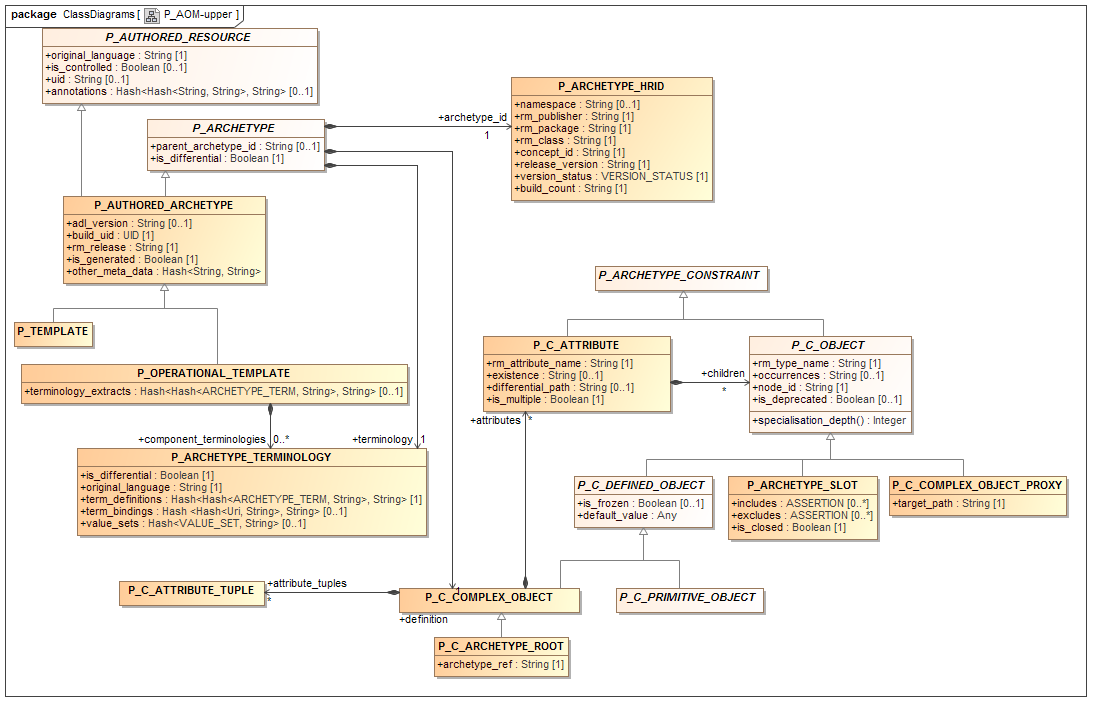 package ClassDiagrams [ P_AOM-upper ]
P_AUTHORED_RESOURCE
+original_language : String [1]
+is_controlled : Boolean [0..1]
+uid : String [0..1]
+annotations : Hash<Hash<String, String>, String> [0..1]
P_ARCHETYPE_HRID
+namespace : String [0..1]
+rm_publisher : String [1]
+rm_package : String [1]
+rm_class : String [1]
+concept_id : String [1]
+release_version : String [1]
+version_status : VERSION_STATUS [1]
+build_count : String [1]
+archetype_id
1
P_ARCHETYPE
+parent_archetype_id : String [0..1]
+is_differential : Boolean [1]
P_AUTHORED_ARCHETYPE
+adl_version : String [0..1]
+build_uid : UID [1]
+rm_release : String [1]
+is_generated : Boolean [1]
+other_meta_data : Hash<String, String>
P_ARCHETYPE_CONSTRAINT
P_TEMPLATE
P_C_ATTRIBUTE
+rm_attribute_name : String [1]
+existence : String [0..1]
+differential_path : String [0..1]
+is_multiple : Boolean [1]
+children
*
P_C_OBJECT
+rm_type_name : String [1]
+occurrences : String [0..1]
+node_id : String [1]
+is_deprecated : Boolean [0..1]
+specialisation_depth() : Integer
P_OPERATIONAL_TEMPLATE
+terminology_extracts : Hash<Hash<ARCHETYPE_TERM, String>, String> [0..1]
+attributes *
+component_terminologies 0..*
+terminology 1
P_ARCHETYPE_TERMINOLOGY
+is_differential : Boolean [1]
+original_language : String [1]
+term_definitions : Hash<Hash<ARCHETYPE_TERM, String>, String> [1]
+term_bindings : Hash<Hash<Uri, String>, String> [0..1]
+value_sets : Hash<VALUE_SET, String> [0..1]
P_C_DEFINED_OBJECT
+is_frozen : Boolean [0..1]
+default_value : Any
P_ARCHETYPE_SLOT
+includes : ASSERTION [0..*]
+excludes : ASSERTION [0..*]
+is_closed : Boolean [1]
P_C_COMPLEX_OBJECT_PROXY
+target_path : String [1]
P_C_ATTRIBUTE_TUPLE
+attribute_tuples
*
1
P_C_COMPLEX_OBJECT
+definition
P_C_PRIMITIVE_OBJECT
P_C_ARCHETYPE_ROOT
+archetype_ref : String [1]